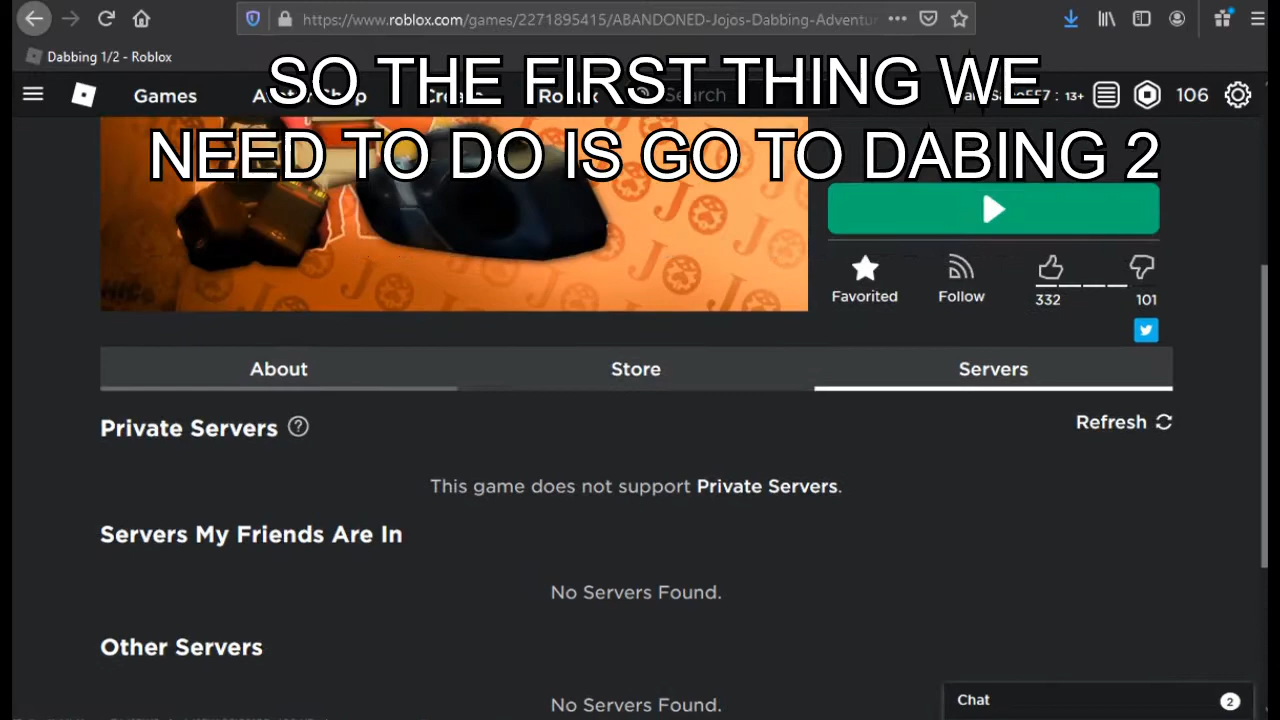 https://www.roblox.com/games/2271895415/ABANDONED-Jojos-Dabbing-Adventur
Dabbing 1/2 - Roblox
SO THE FIRST THING WE
NEED TO DO IS GO TO DABING 2
Games
Search
: 13+
106
Favorited
Follow
332
101
About
Store
Servers
Private Servers
Refresh
This game does not support Private Servers.
Servers My Friends Are In
No Servers Found.
Other Servers
No Servers Found.
Chat
2